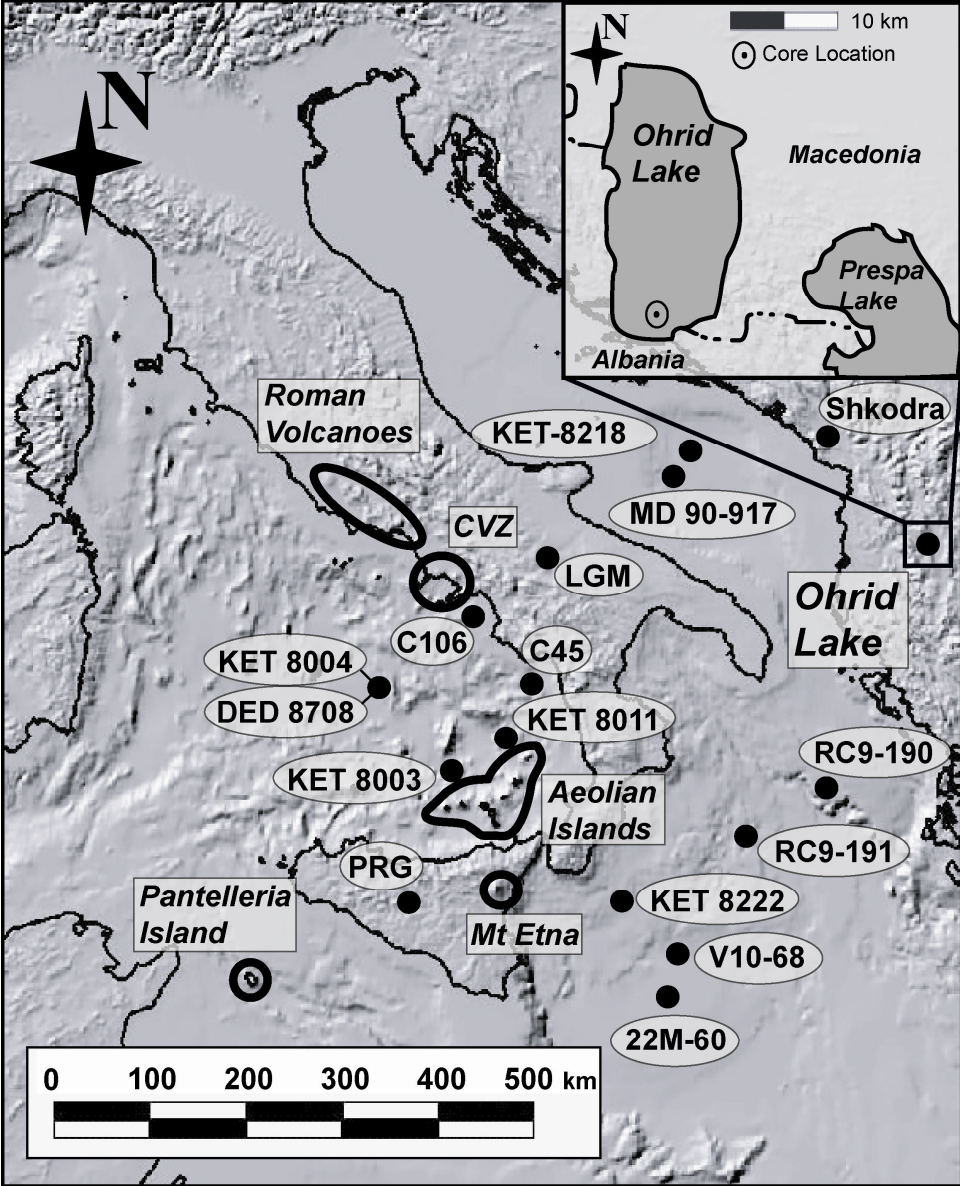 N
N
10 km
Core Location
Ohrid
Lake
Macedonia
Prespa
Lake
Albania
Roman
Volcanoes
KET-8218
Shkodra
MD 90-917
CVZ
LGM
Ohrid
Lake
C106
C45
KET 8004
DED 8708
KET 8011
RC9-190
KET 8003
Aeolian
Islands
RC9-191
PRG
KET 8222
Pantelleria
Island
Mt Etna
V10-68
22M-60
0 100 200 300 400 500 km